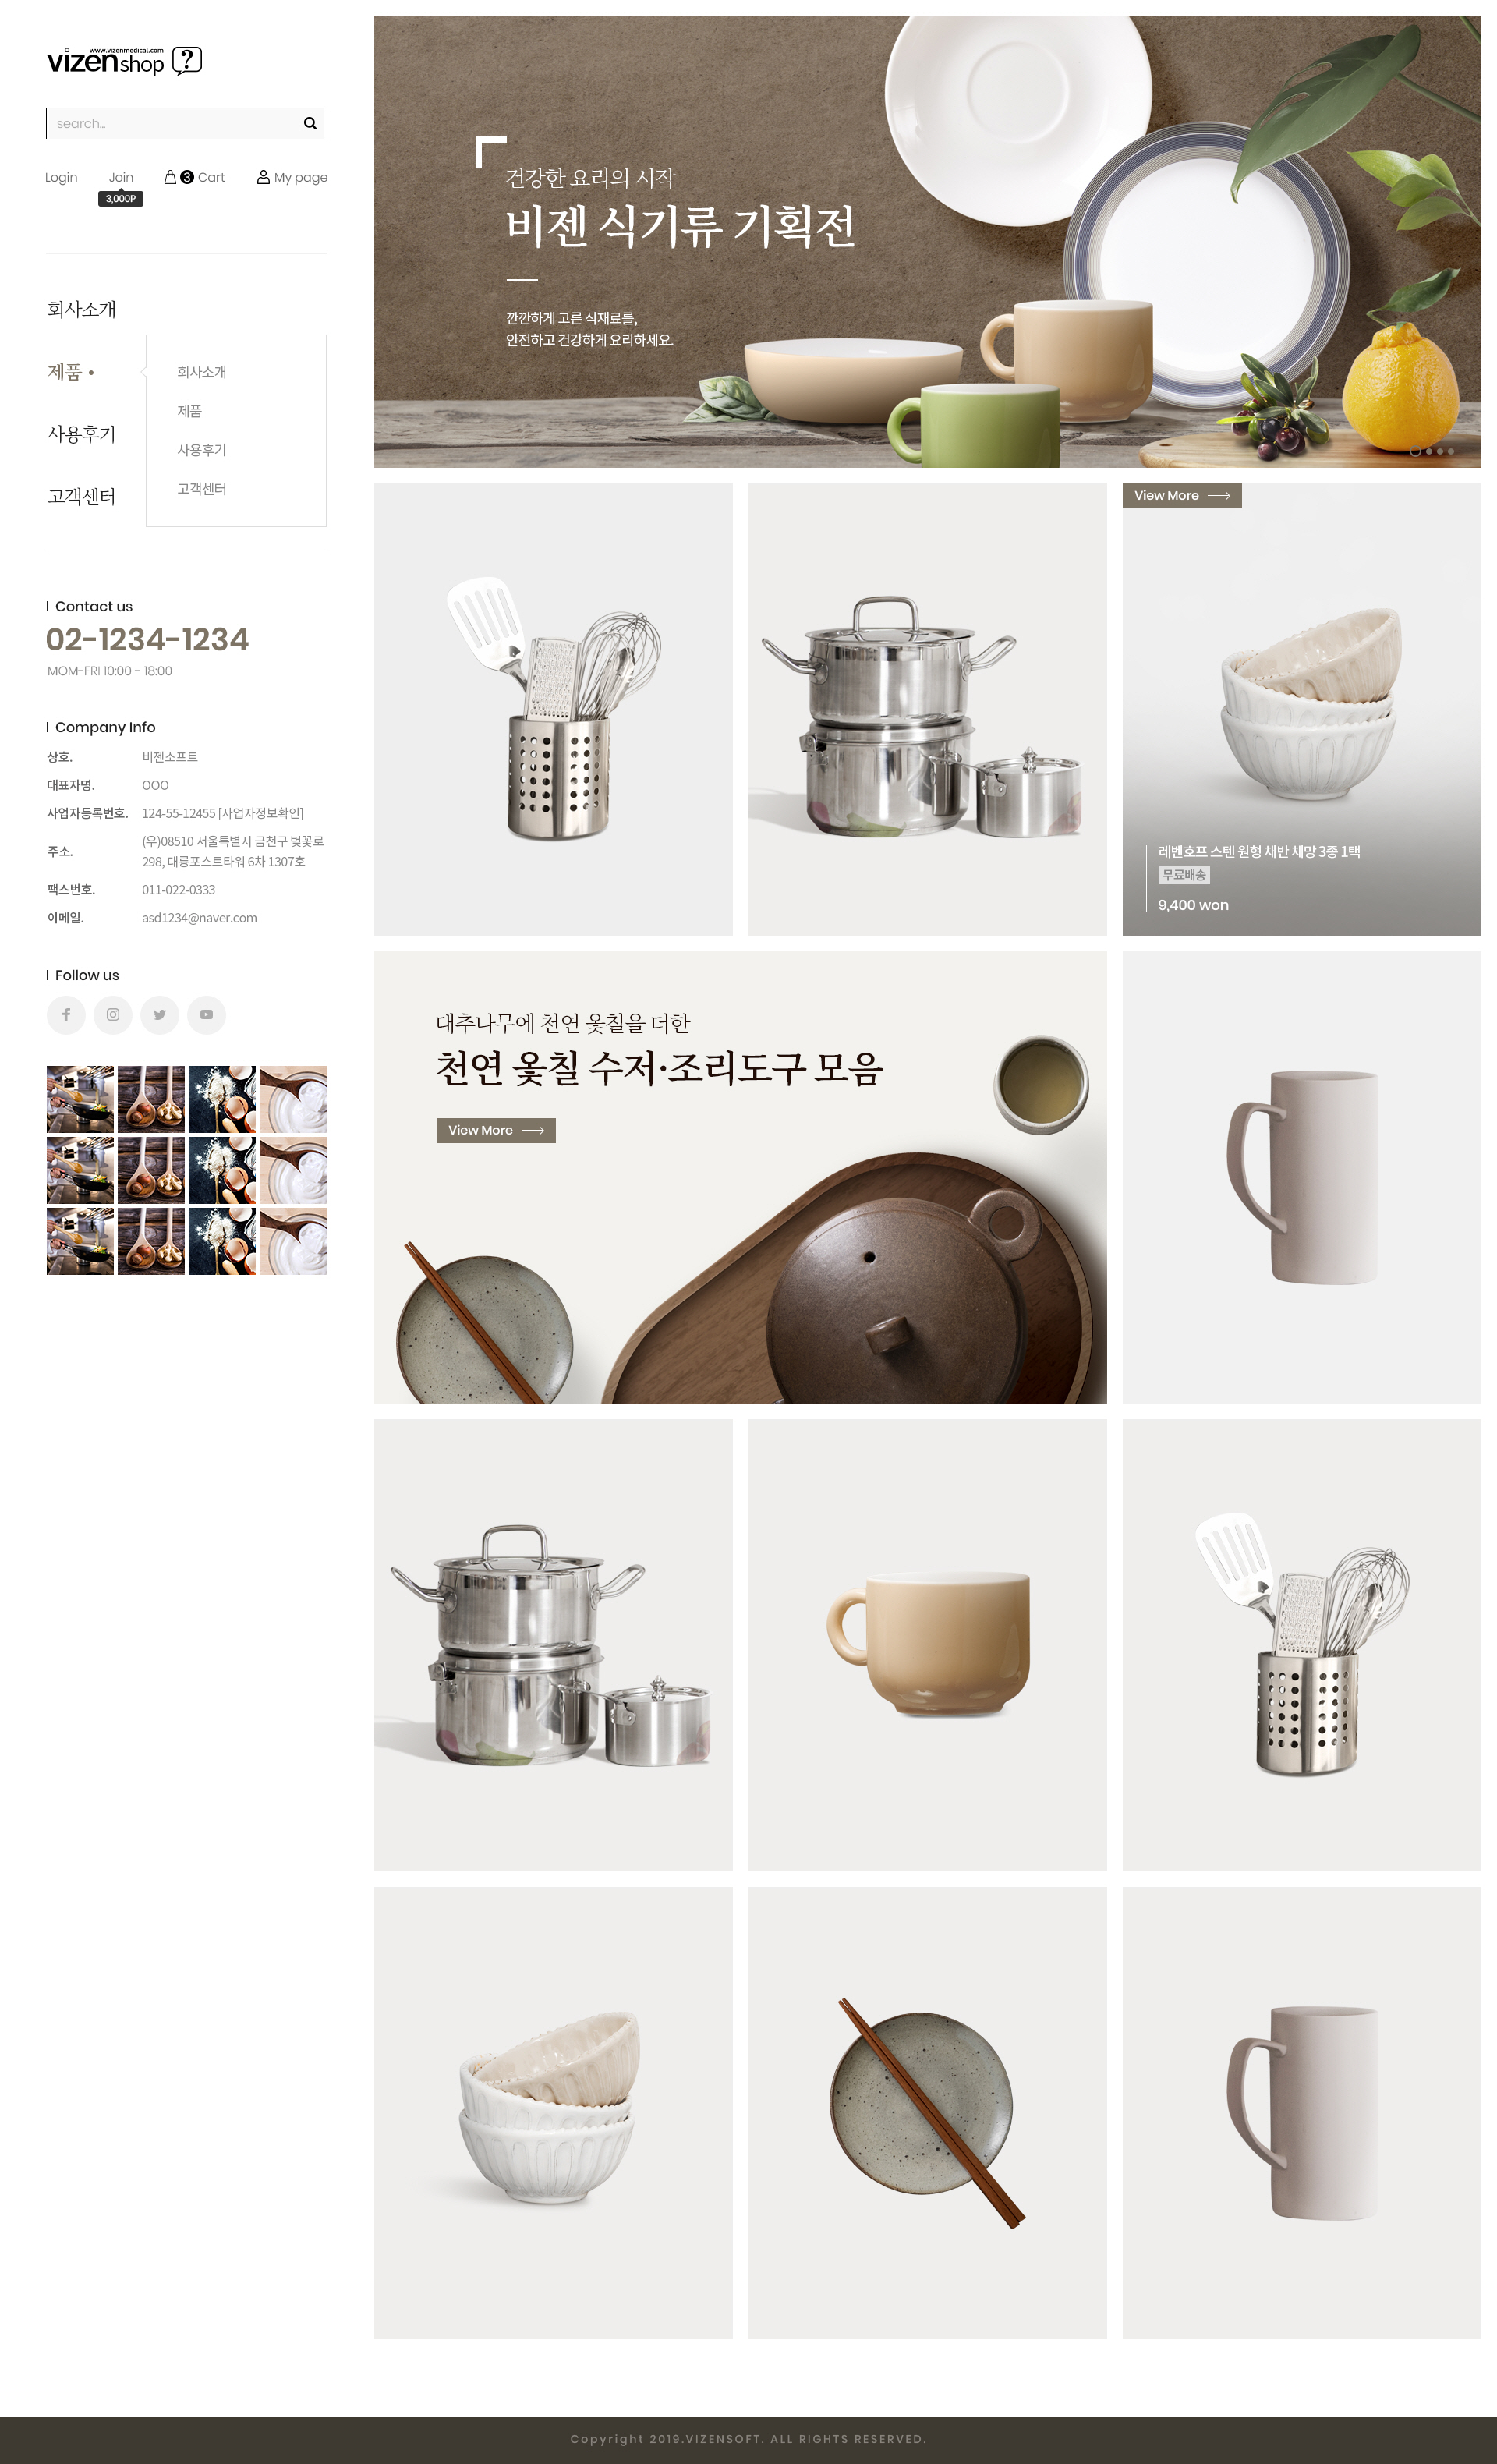 www.vizenmedical.com
vizenshop ?
search...
Login
Join
3 Cart
My page
3,000P
회사소개
제품 •
사용후기
고객센터
회사소개
제품
사용후기
고객센터
Contact us
02-1234-1234
MOM-FRI 10:00 - 18:00
Company Info
상호. 비젠소프트
대표자명. OOO
사업자등록번호. 124-55-12455 [사업자정보확인]
주소. (우)08510 서울특별시 금천구 벚꽃로
298, 대륭포스트타워 6차 1307호
팩스번호. 011-022-0333
이메일. asd1234@naver.com
Follow us
건강한 요리의 시작
비젠 식기류 기획전
깐깐하게 고른 식재료를,
안전하고 건강하게 요리하세요.
View More
레벤호프 스텐 원형 채반 채망 3종 1택
무료배송
9,400 won
대추나무에 천연 옻칠을 더한
천연 옻칠 수저·조리도구 모음
View More
Copyright 2019.VIZENSOFT. ALL RIGHTS RESERVED.